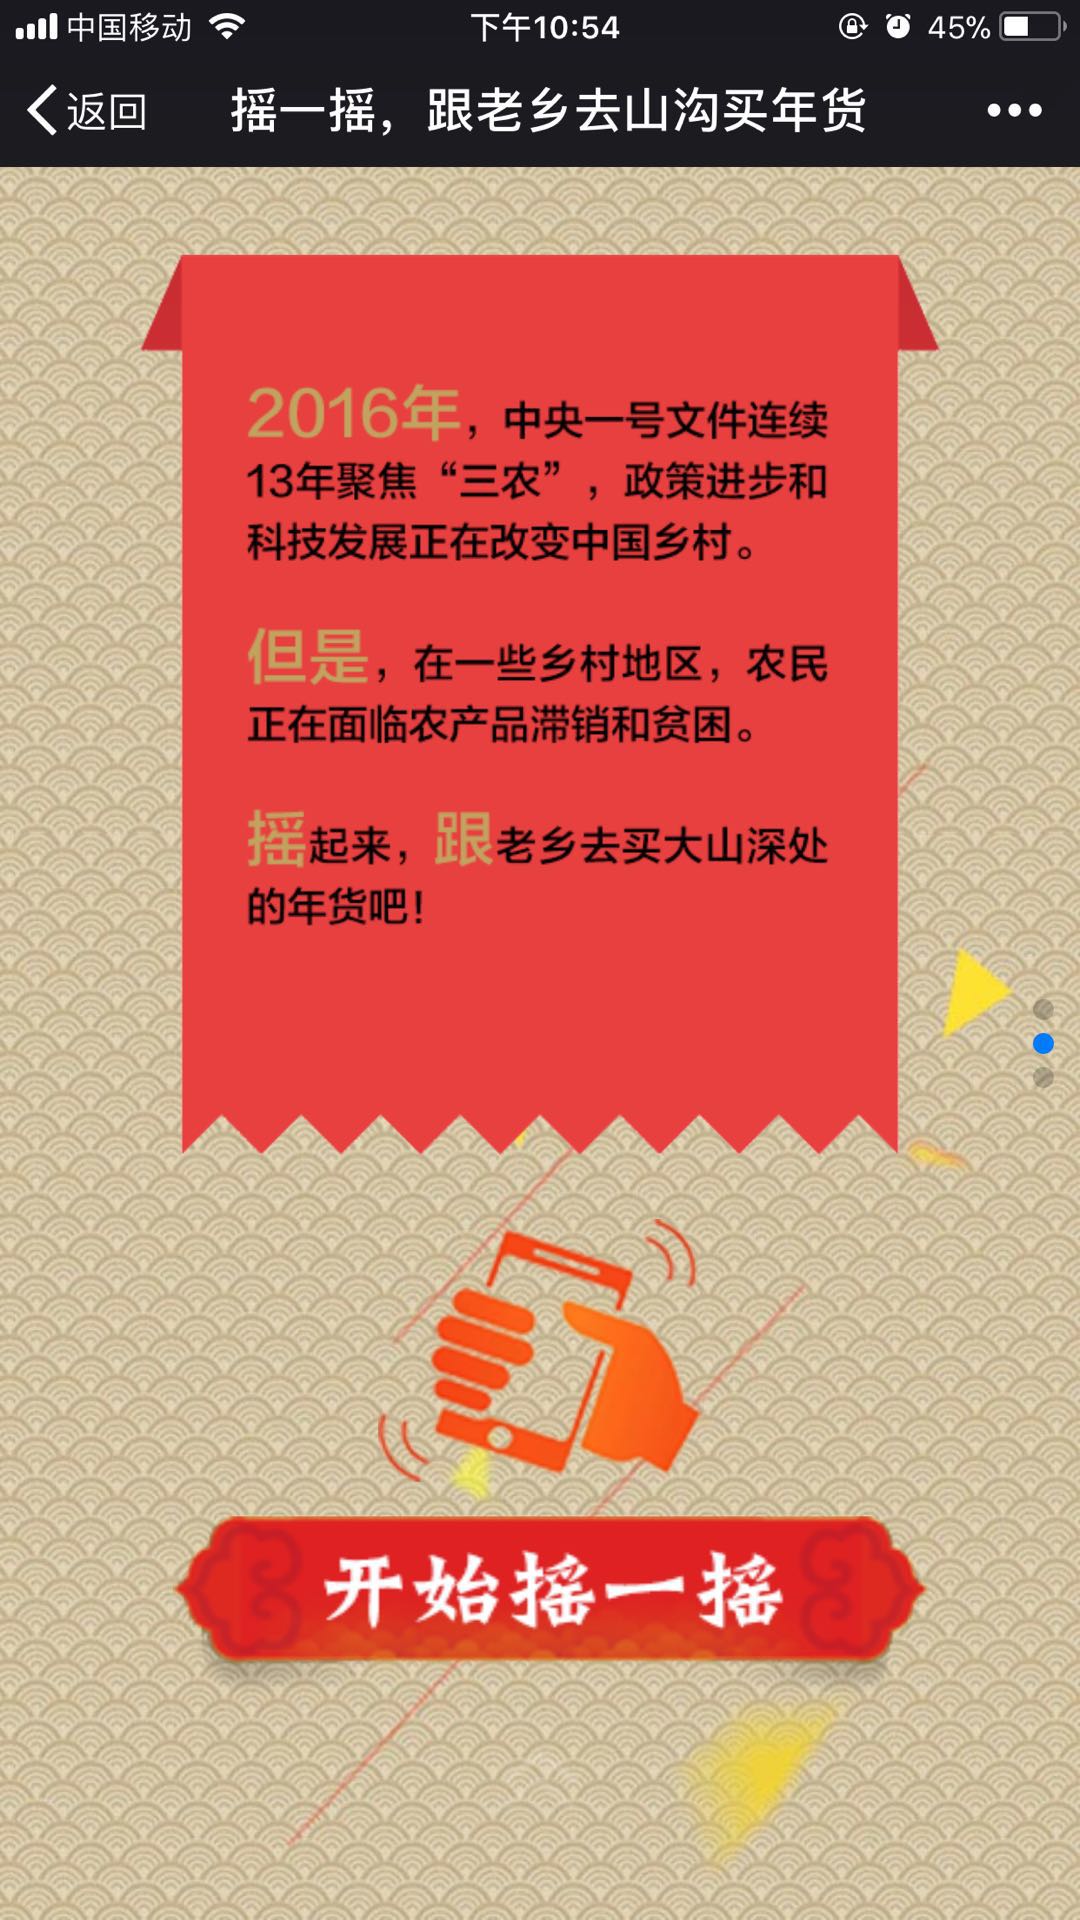 中国移动 下午10:54 45%
返回 摇一摇，跟老乡去山沟买年货
2016年，中央一号文件连续
13年聚焦“三农”，政策进步和
科技发展正在改变中国乡村。
但是，在一些乡村地区，农民
正在面临农产品滞销和贫困。
摇起来，跟老乡去买大山深处
的年货吧！
开始摇一摇